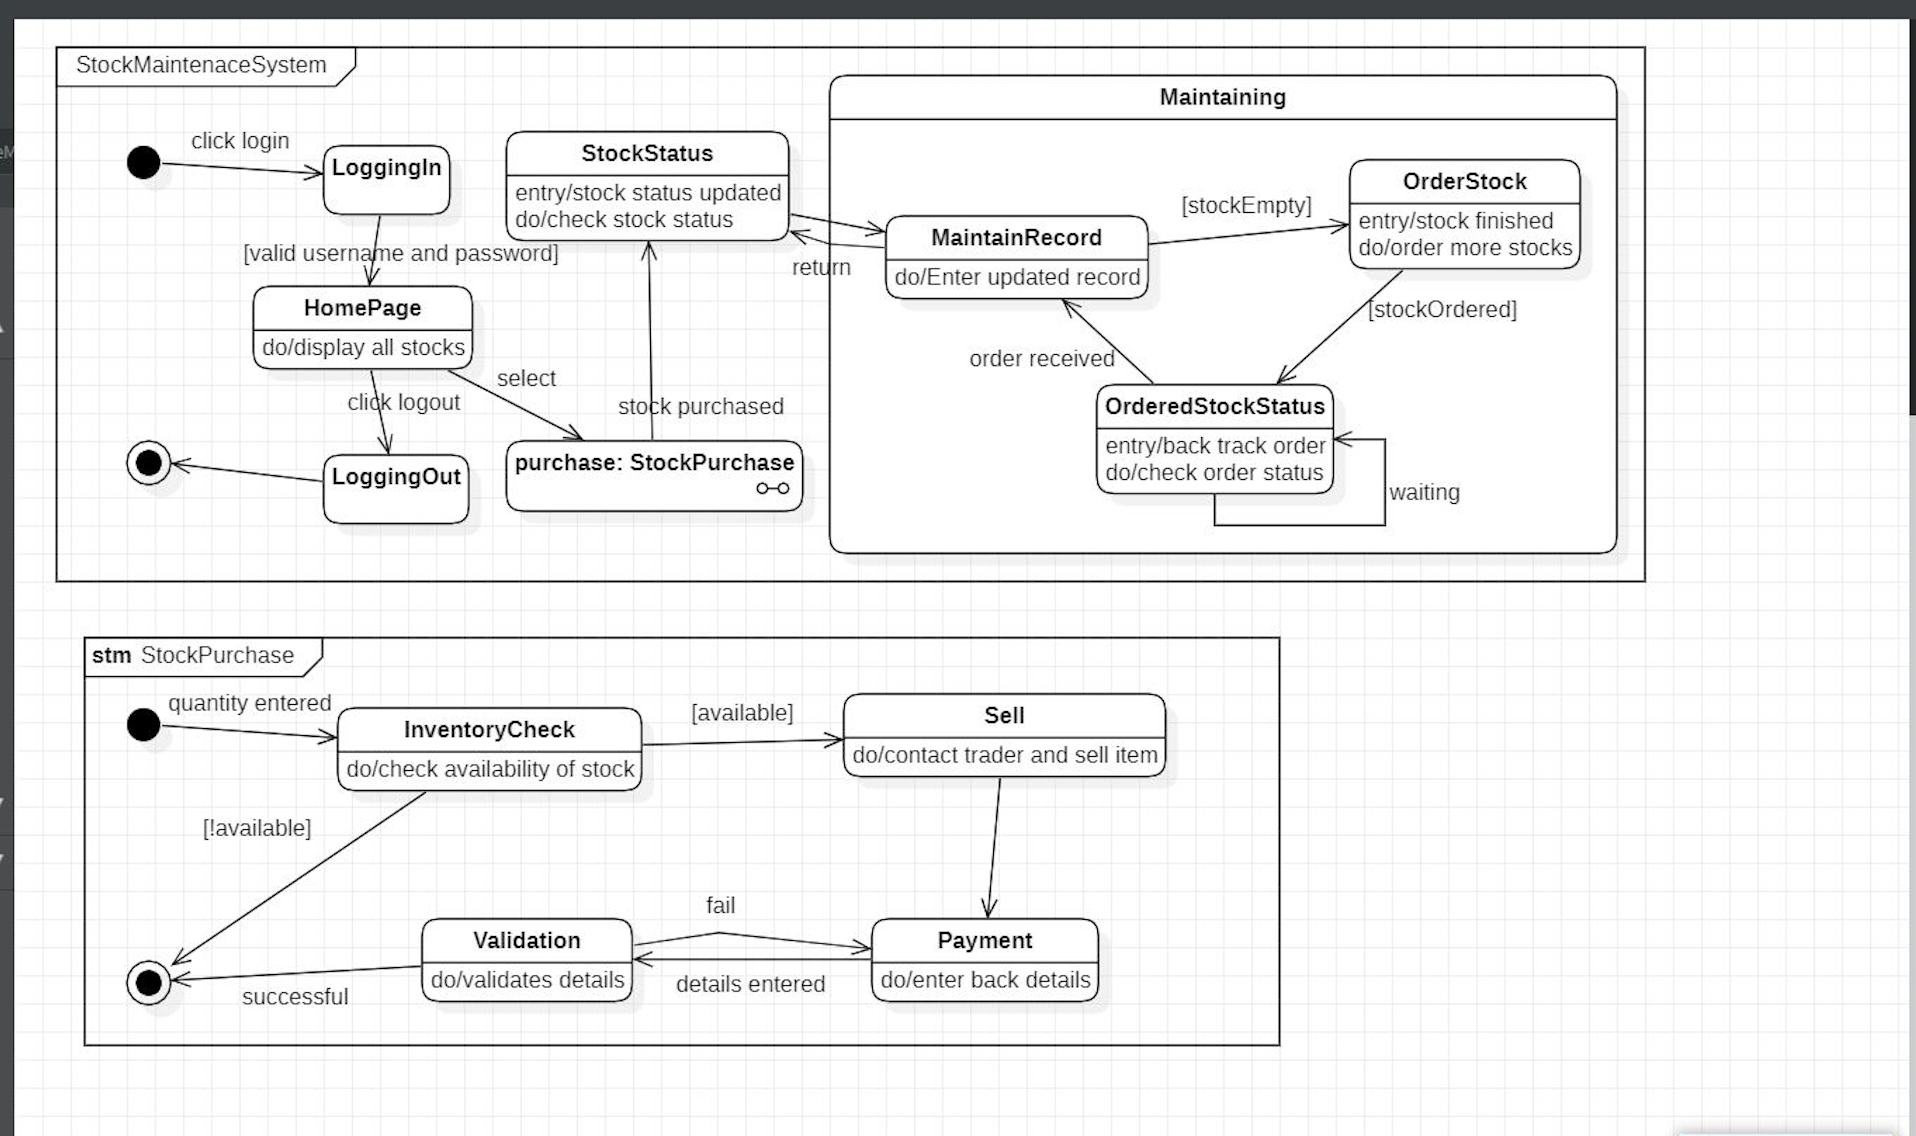 StockMaintenaceSystem
Maintaining
click login
LoggingIn
StockStatus
entry/stock status updated
do/check stock status
OrderStock
entry/stock finished
do/order more stocks
[stockEmpty]
MaintainRecord
do/Enter updated record
return
[valid username and password]
HomePage
do/display all stocks
[stockOrdered]
order received
select
click logout
stock purchased
OrderedStockStatus
entry/back track order
do/check order status
waiting
LoggingOut
purchase: StockPurchase
stm StockPurchase
quantity entered
InventoryCheck
do/check availability of stock
[available]
Sell
do/contact trader and sell item
[!available]
fail
Validation
do/validates details
Payment
do/enter back details
details entered
successful